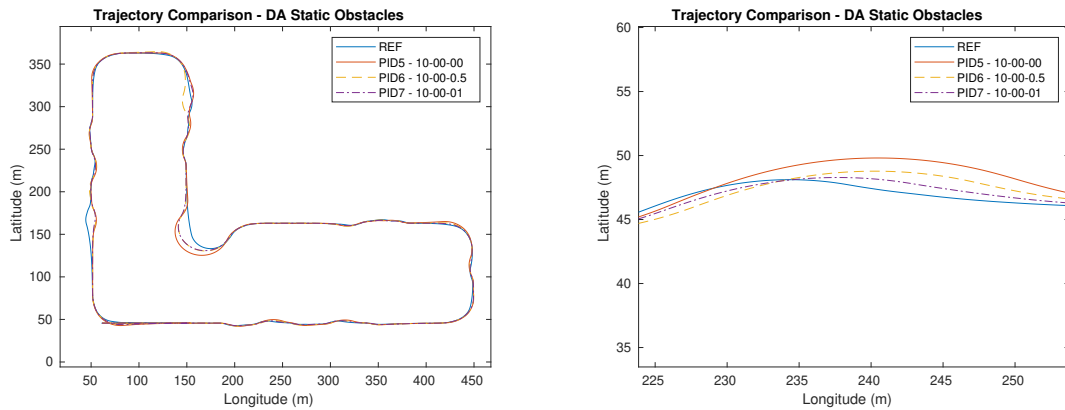 Trajectory Comparison - DA Static Obstacles
REF
PID5 - 10-00-00
PID6 - 10-00-0.5
PID7 - 10-00-01
350
300
250
200
150
100
50
0
Latitude (m)
50 100 150 200 250 300 350 400 450
Longitude (m)
Trajectory Comparison - DA Static Obstacles
REF
PID5 - 10-00-00
PID6 - 10-00-0.5
PID7 - 10-00-01
60
55
50
45
40
35
Latitude (m)
225 230 235 240 245 250
Longitude (m)